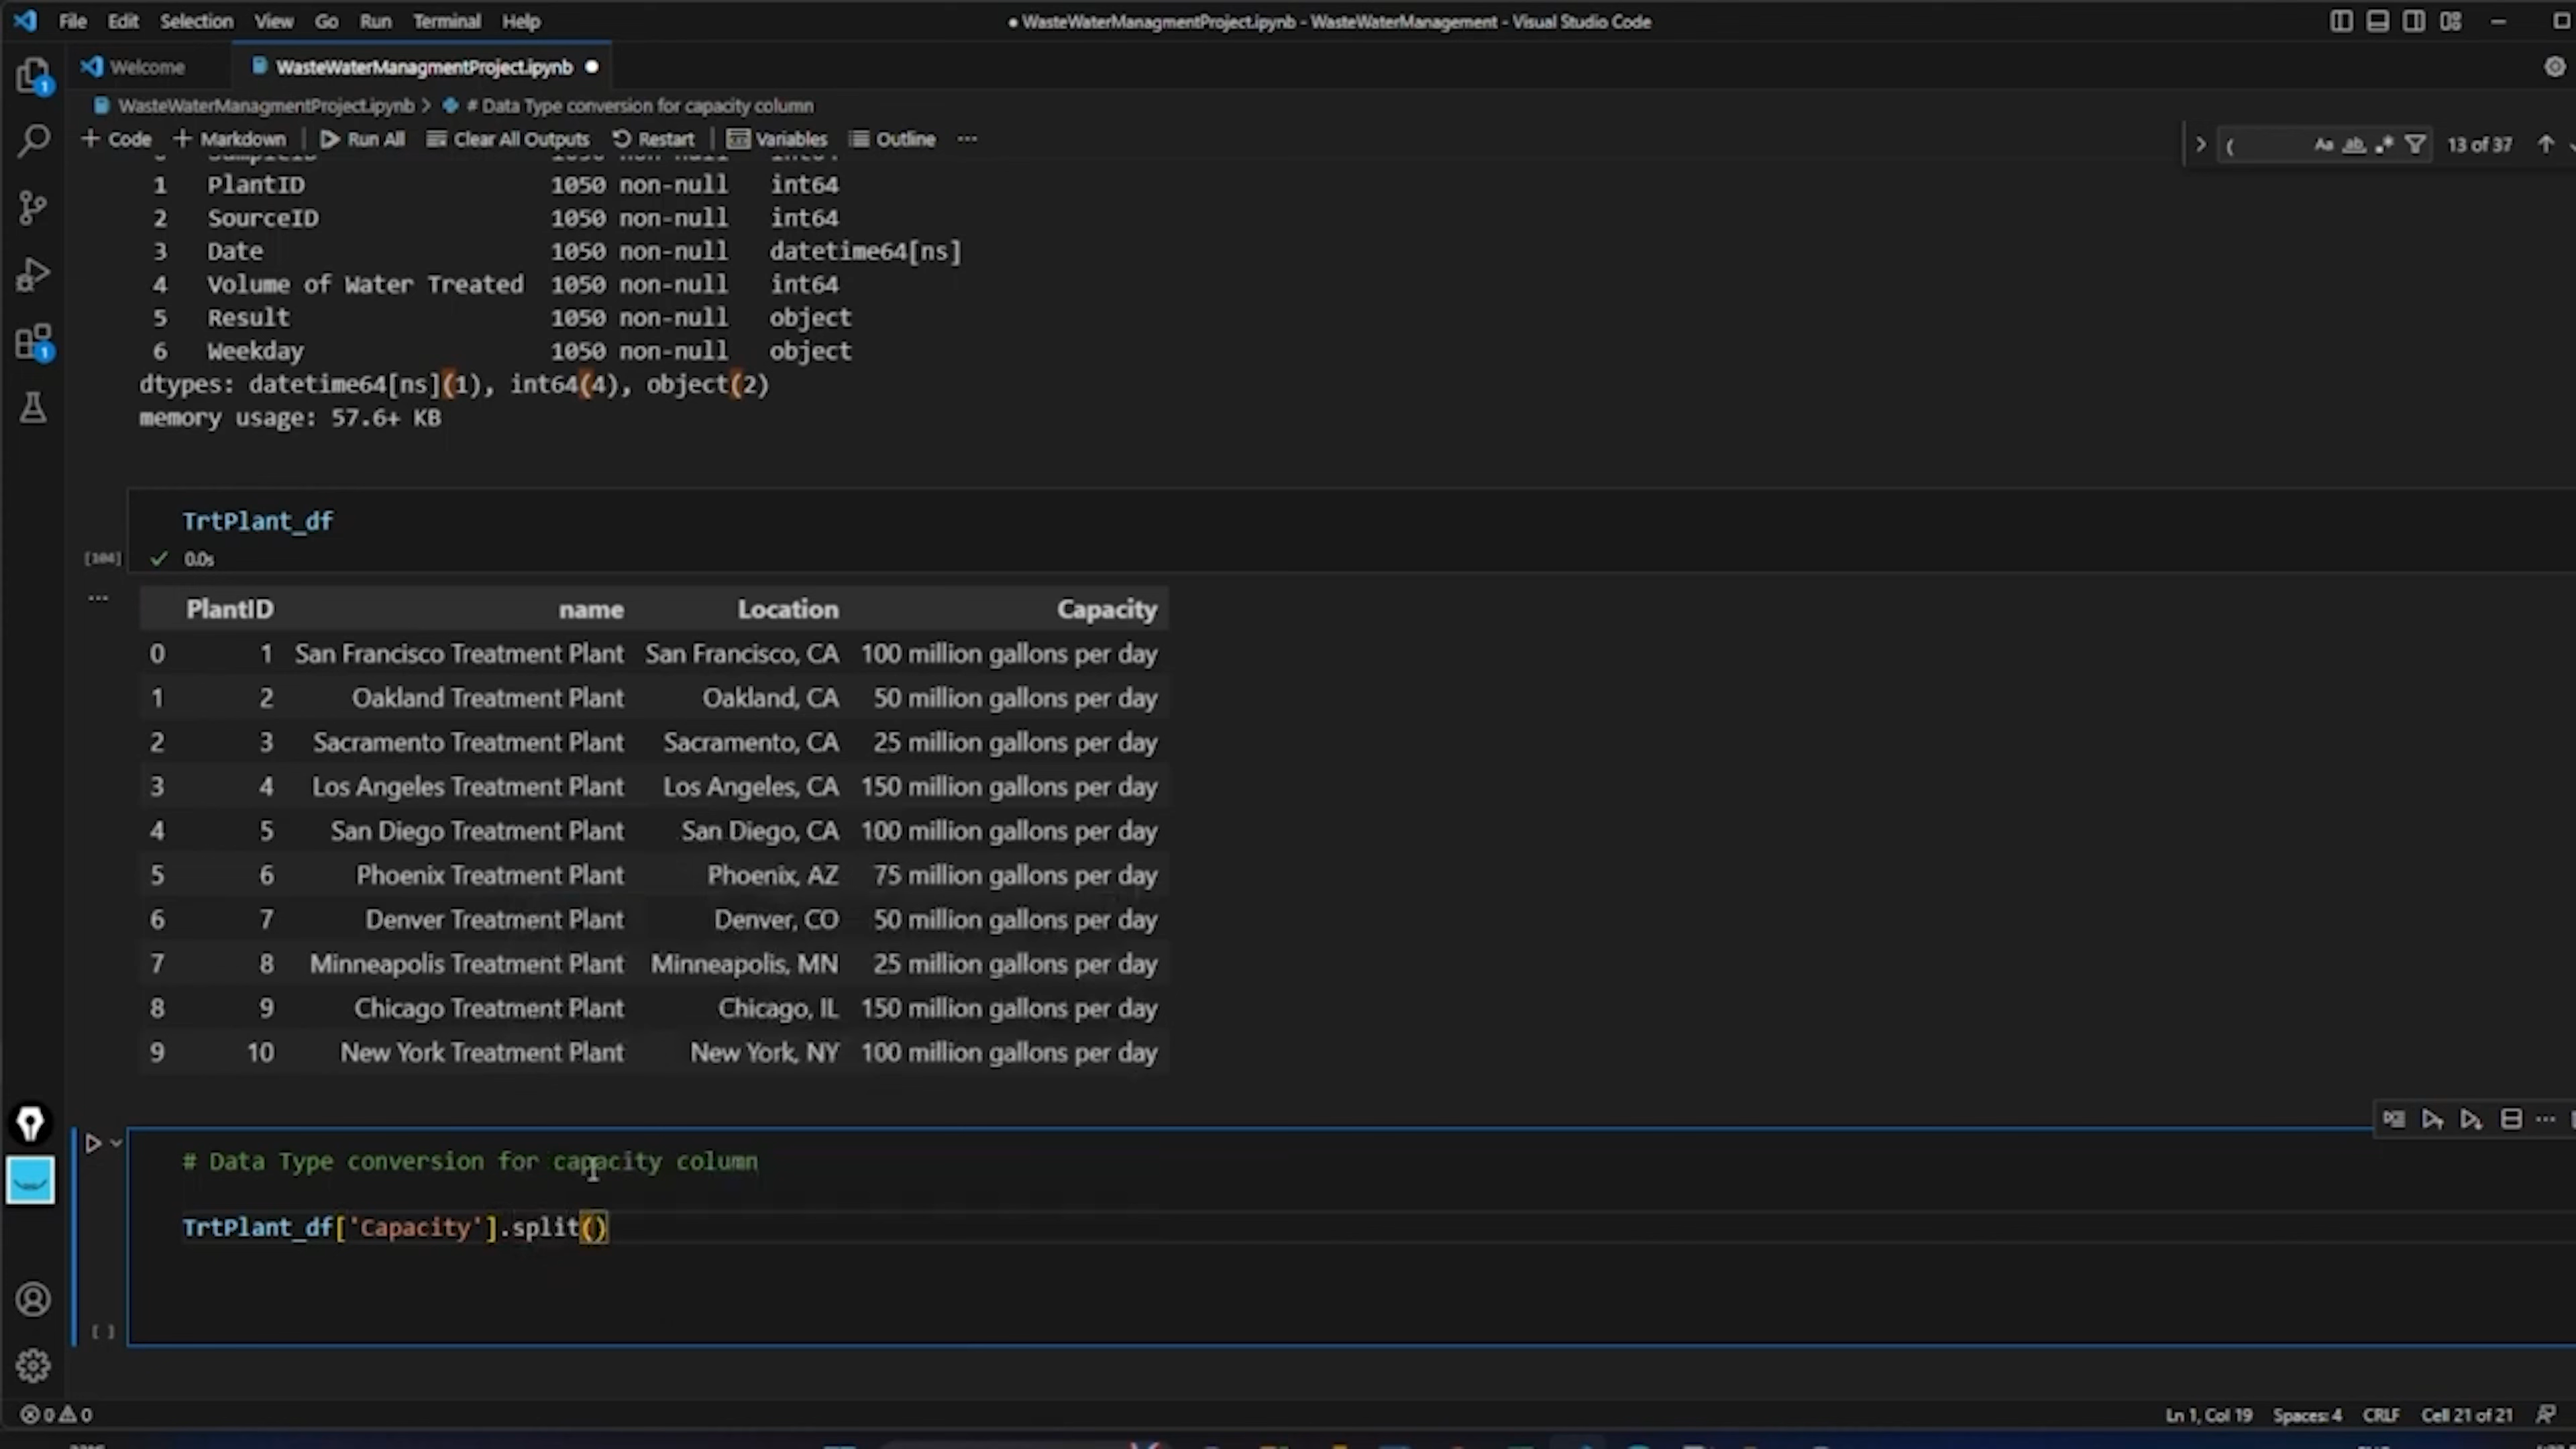 File Edit Selection View Go Run Terminal Help ● WasteWaterManagmentProject.ipynb - WasteWaterManagement - Visual Studio Code
Welcome WasteWaterManagmentProject.ipynb ●
WasteWaterManagmentProject.ipynb > # Data Type conversion for capacity column
+ Code + Markdown Run All Clear All Outputs Restart Variables Outline ··· ( Aa ab .* 13 of 37
1 PlantID 1050 non-null int64
2 SourceID 1050 non-null int64
3 Date 1050 non-null datetime64[ns]
4 Volume of Water Treated 1050 non-null int64
5 Result 1050 non-null object
6 Weekday 1050 non-null object
dtypes: datetime64[ns](1), int64(4), object(2)
memory usage: 57.6+ KB
TrtPlant_df
[104] ✓ 0.0s
PlantID name Location Capacity
0 1 San Francisco Treatment Plant San Francisco, CA 100 million gallons per day
1 2 Oakland Treatment Plant Oakland, CA 50 million gallons per day
2 3 Sacramento Treatment Plant Sacramento, CA 25 million gallons per day
3 4 Los Angeles Treatment Plant Los Angeles, CA 150 million gallons per day
4 5 San Diego Treatment Plant San Diego, CA 100 million gallons per day
5 6 Phoenix Treatment Plant Phoenix, AZ 75 million gallons per day
6 7 Denver Treatment Plant Denver, CO 50 million gallons per day
7 8 Minneapolis Treatment Plant Minneapolis, MN 25 million gallons per day
8 9 Chicago Treatment Plant Chicago, IL 150 million gallons per day
9 10 New York Treatment Plant New York, NY 100 million gallons per day
# Data Type conversion for capacity column
TrtPlant_df['Capacity'].split()
[ ]
0 0 Ln 1, Col 19 Spaces: 4 CRLF Cell 21 of 21